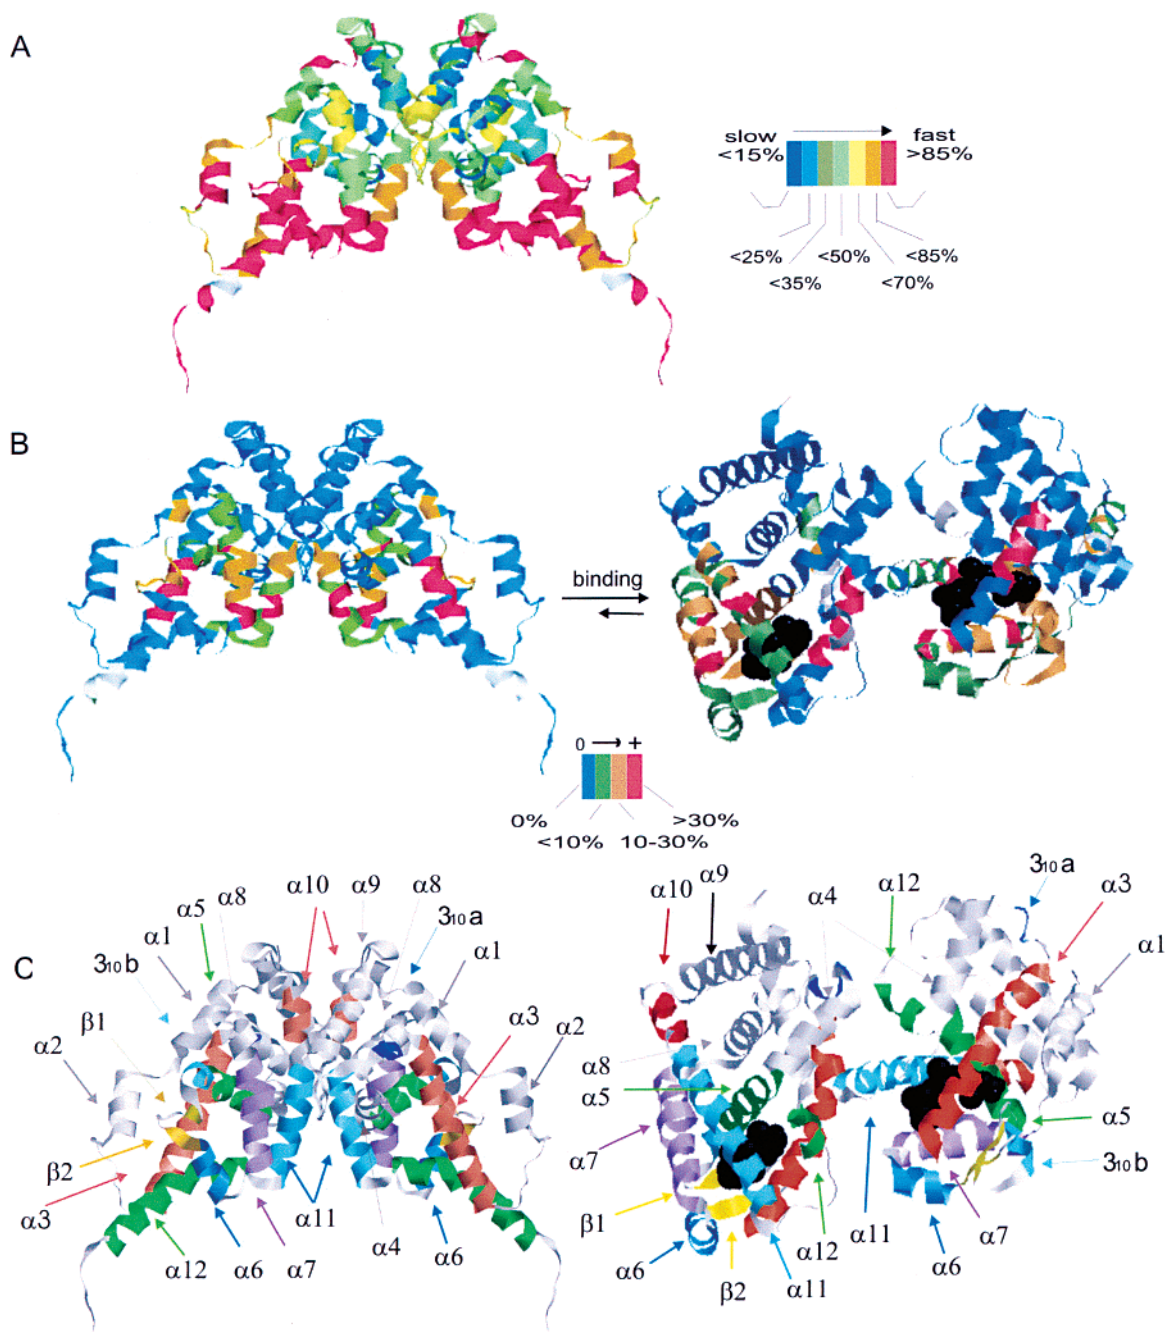 A
slow fast
<15% >85%
<25% <50% <85%
<35% <70%
B
binding
0 +
0% >30%
<10% 10-30%
C
α10 α9 α8
α8
α5
α1
3₁₀b
3₁₀a
α1
β1
α2
α3 α2
β2
α3
α11
α4 α6
α12 α6 α7
α10 α9 α4 α12
3₁₀a
α3
α1
α8
α5
α7
β1
α6
β2 α11
α12 α11
α5
3₁₀b
α7
α6